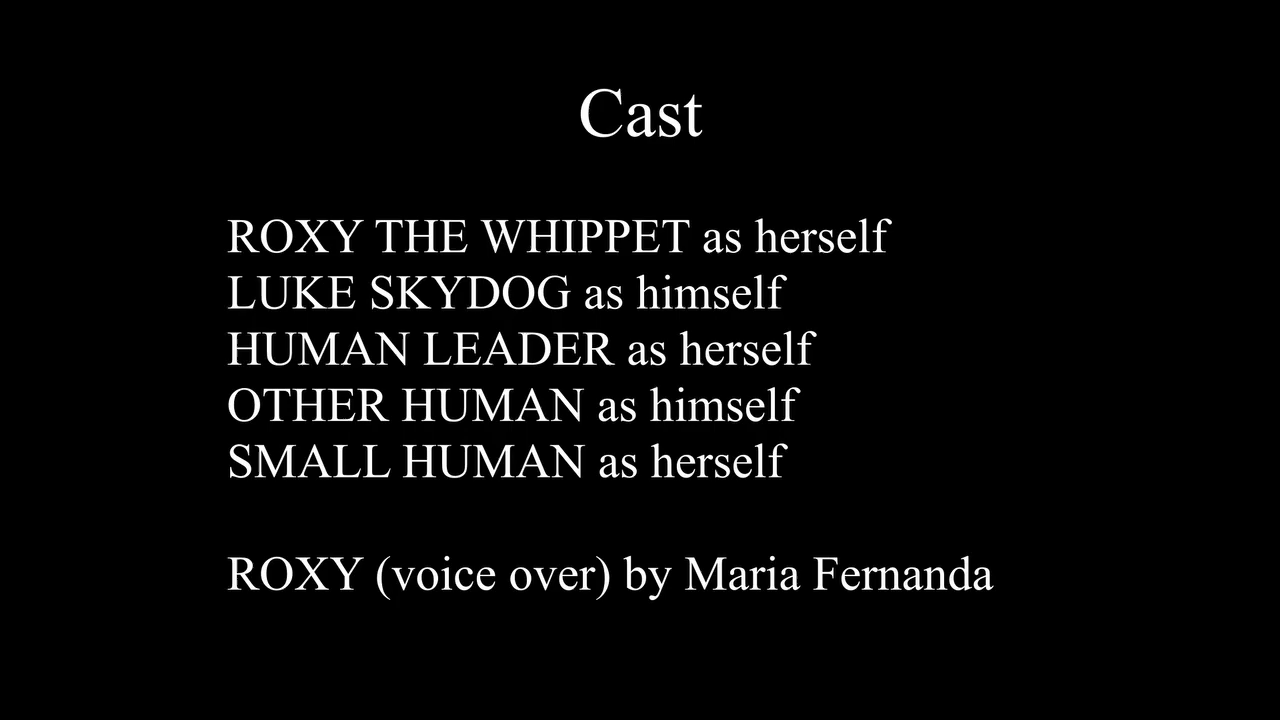 Cast
ROXY THE WHIPPET as herself
LUKE SKYDOG as himself
HUMAN LEADER as herself
OTHER HUMAN as himself
SMALL HUMAN as herself
ROXY (voice over) by Maria Fernanda